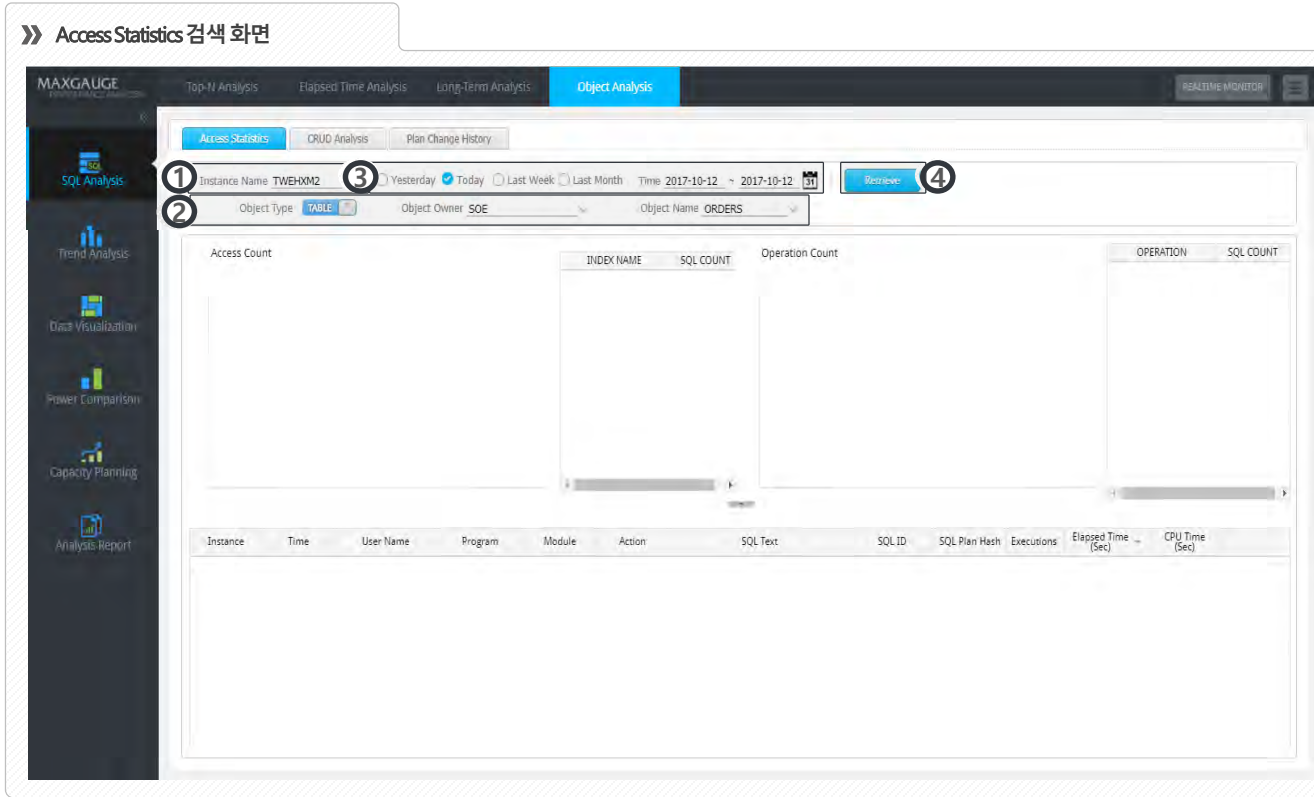 Access Statistics 검색 화면
MAXGAUGE
Top-N Analysis Elapsed Time Analysis Long-Term Analysis Object Analysis REALTIME MONITOR
Access Statistics CRUD Analysis Plan Change History
① Instance Name TWEHXM2 ③ Yesterday Today Last Week Last Month Time 2017-10-12 ~ 2017-10-12 31 Retrieve ④
② Object Type TABLE Object Owner SOE Object Name ORDERS
SQL
SQL Analysis
Trend Analysis
Data Visualization
Power Comparison
Capacity Planning
Analysis Report
Access Count
INDEX NAME SQL COUNT
Operation Count
OPERATION SQL COUNT
Instance Time User Name Program Module Action SQL Text SQL ID SQL Plan Hash Executions Elapsed Time (Sec) CPU Time (Sec)